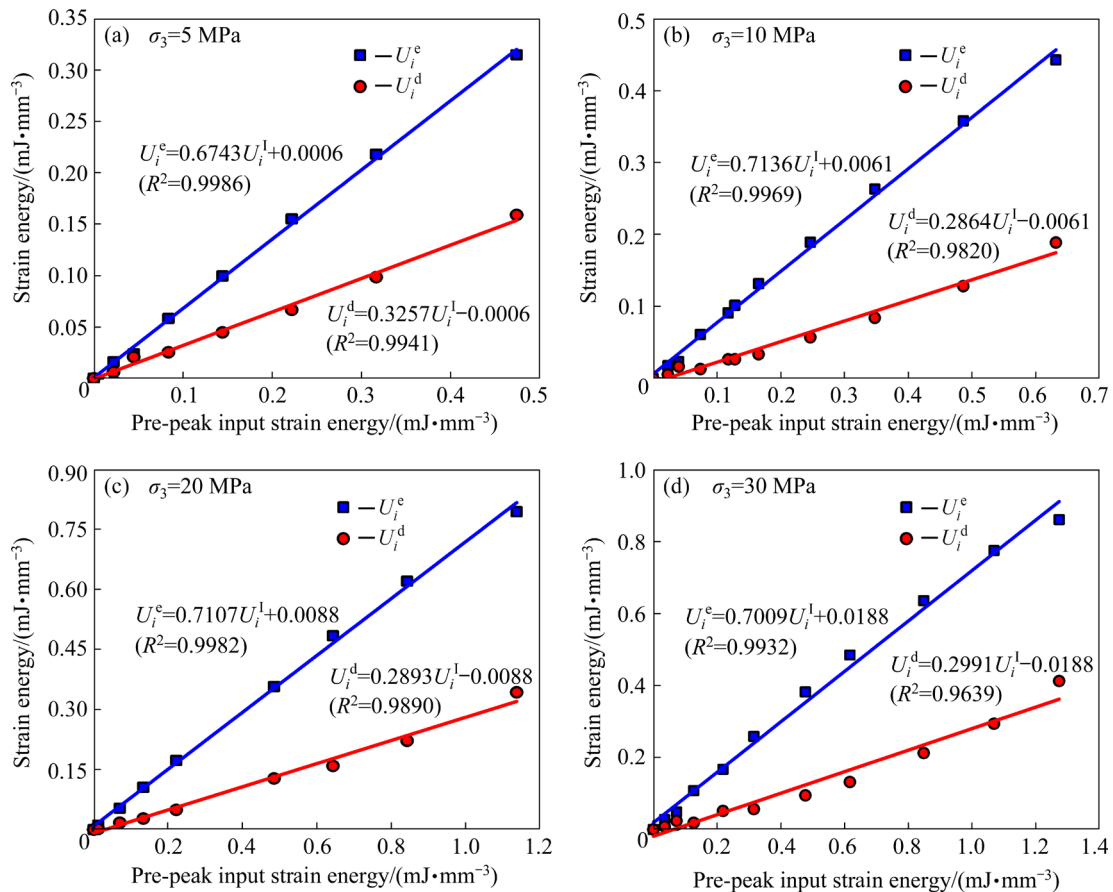 (a) σ₃=5 MPa
Uᵢᵉ
Uᵢᵈ
Uᵢᵉ=0.6743Uᵢᴵ+0.0006
(R²=0.9986)
Uᵢᵈ=0.3257Uᵢᴵ−0.0006
(R²=0.9941)
0.35
0.30
0.25
0.20
0.15
0.10
0.05
0
0.1
0.2
0.3
0.4
0.5
Strain energy/(mJ•mm⁻³)
Pre-peak input strain energy/(mJ•mm⁻³)
(b) σ₃=10 MPa
Uᵢᵉ
Uᵢᵈ
Uᵢᵉ=0.7136Uᵢᴵ+0.0061
(R²=0.9969)
Uᵢᵈ=0.2864Uᵢᴵ−0.0061
(R²=0.9820)
0.5
0.4
0.3
0.2
0.1
0
0.1
0.2
0.3
0.4
0.5
0.6
0.7
Strain energy/(mJ•mm⁻³)
Pre-peak input strain energy/(mJ•mm⁻³)
(c) σ₃=20 MPa
Uᵢᵉ
Uᵢᵈ
Uᵢᵉ=0.7107Uᵢᴵ+0.0088
(R²=0.9982)
Uᵢᵈ=0.2893Uᵢᴵ−0.0088
(R²=0.9890)
0.90
0.75
0.60
0.45
0.30
0.15
0
0.2
0.4
0.6
0.8
1.0
1.2
Strain energy/(mJ•mm⁻³)
Pre-peak input strain energy/(mJ•mm⁻³)
(d) σ₃=30 MPa
Uᵢᵉ
Uᵢᵈ
Uᵢᵉ=0.7009Uᵢᴵ+0.0188
(R²=0.9932)
Uᵢᵈ=0.2991Uᵢᴵ−0.0188
(R²=0.9639)
1.0
0.8
0.6
0.4
0.2
0
0.2
0.4
0.6
0.8
1.0
1.2
1.4
Strain energy/(mJ•mm⁻³)
Pre-peak input strain energy/(mJ•mm⁻³)